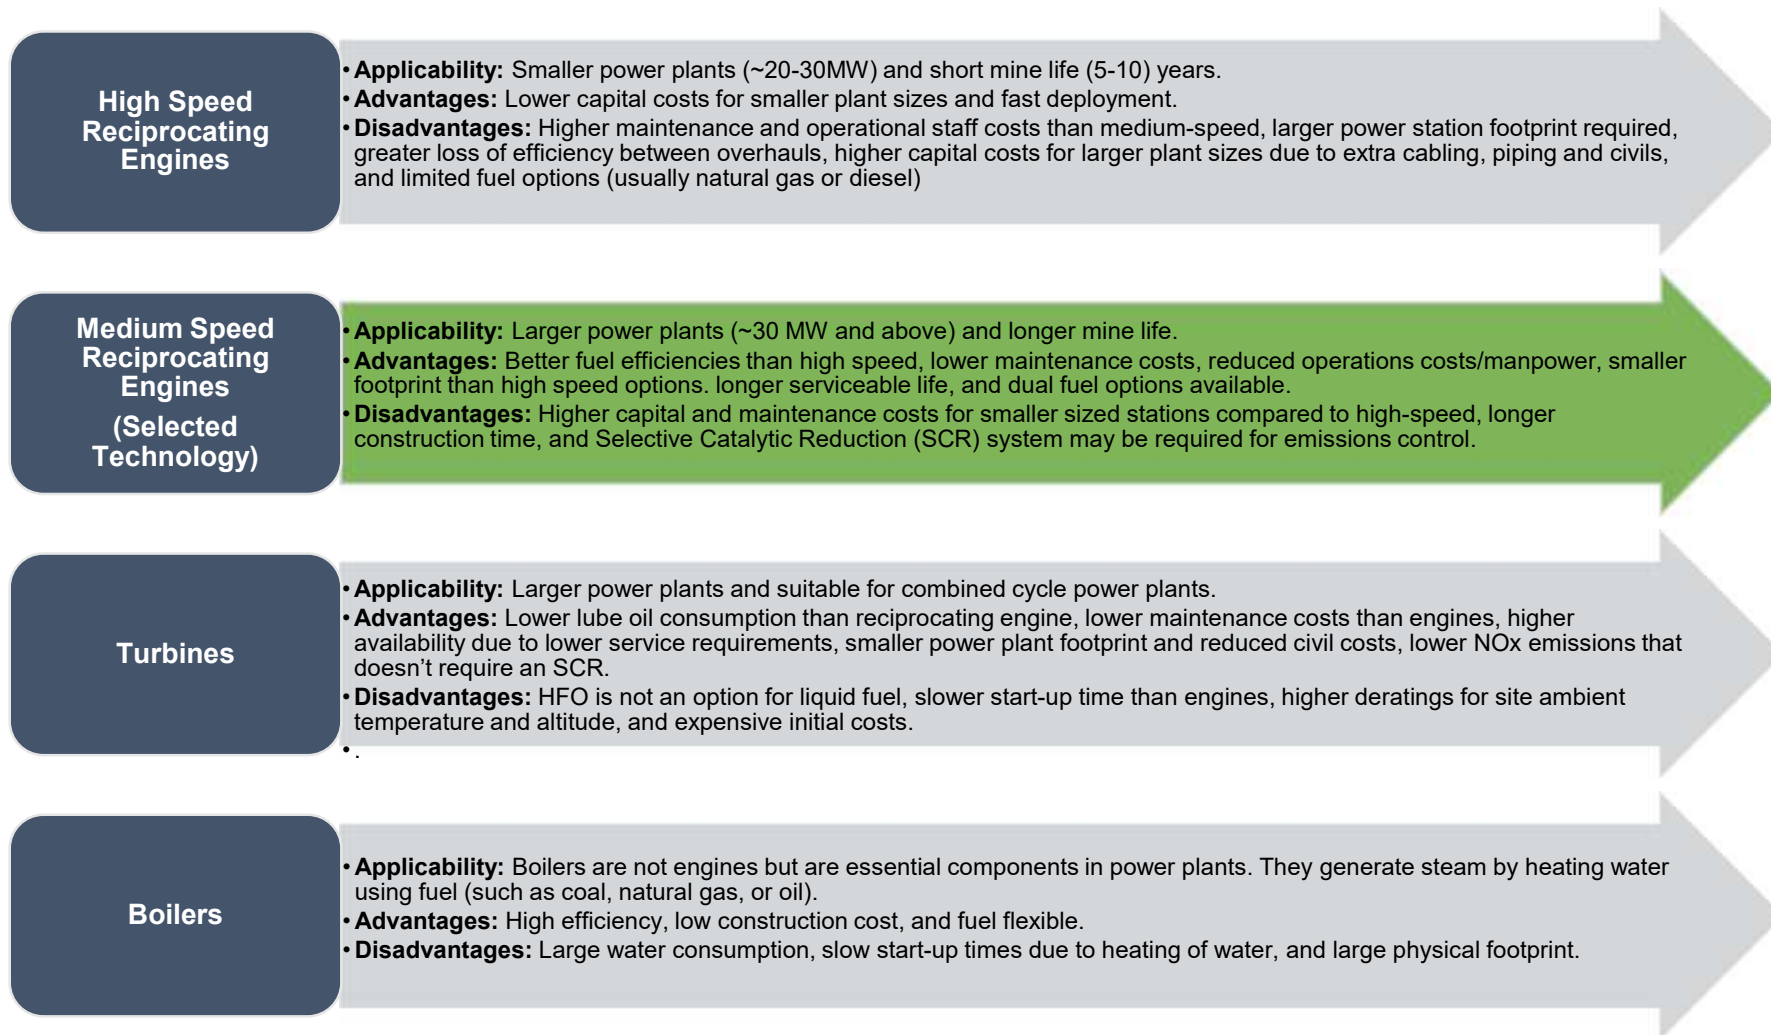 High Speed
Reciprocating
Engines
• Applicability: Smaller power plants (~20-30MW) and short mine life (5-10) years.
• Advantages: Lower capital costs for smaller plant sizes and fast deployment.
• Disadvantages: Higher maintenance and operational staff costs than medium-speed, larger power station footprint required,
greater loss of efficiency between overhauls, higher capital costs for larger plant sizes due to extra cabling, piping and civils,
and limited fuel options (usually natural gas or diesel)
Medium Speed
Reciprocating
Engines
(Selected
Technology)
• Applicability: Larger power plants (~30 MW and above) and longer mine life.
• Advantages: Better fuel efficiencies than high speed, lower maintenance costs, reduced operations costs/manpower, smaller
footprint than high speed options. longer serviceable life, and dual fuel options available.
• Disadvantages: Higher capital and maintenance costs for smaller sized stations compared to high-speed, longer
construction time, and Selective Catalytic Reduction (SCR) system may be required for emissions control.
Turbines
• Applicability: Larger power plants and suitable for combined cycle power plants.
• Advantages: Lower lube oil consumption than reciprocating engine, lower maintenance costs than engines, higher
availability due to lower service requirements, smaller power plant footprint and reduced civil costs, lower NOx emissions that
doesn’t require an SCR.
• Disadvantages: HFO is not an option for liquid fuel, slower start-up time than engines, higher deratings for site ambient
temperature and altitude, and expensive initial costs.
• .
Boilers
• Applicability: Boilers are not engines but are essential components in power plants. They generate steam by heating water
using fuel (such as coal, natural gas, or oil).
• Advantages: High efficiency, low construction cost, and fuel flexible.
• Disadvantages: Large water consumption, slow start-up times due to heating of water, and large physical footprint.